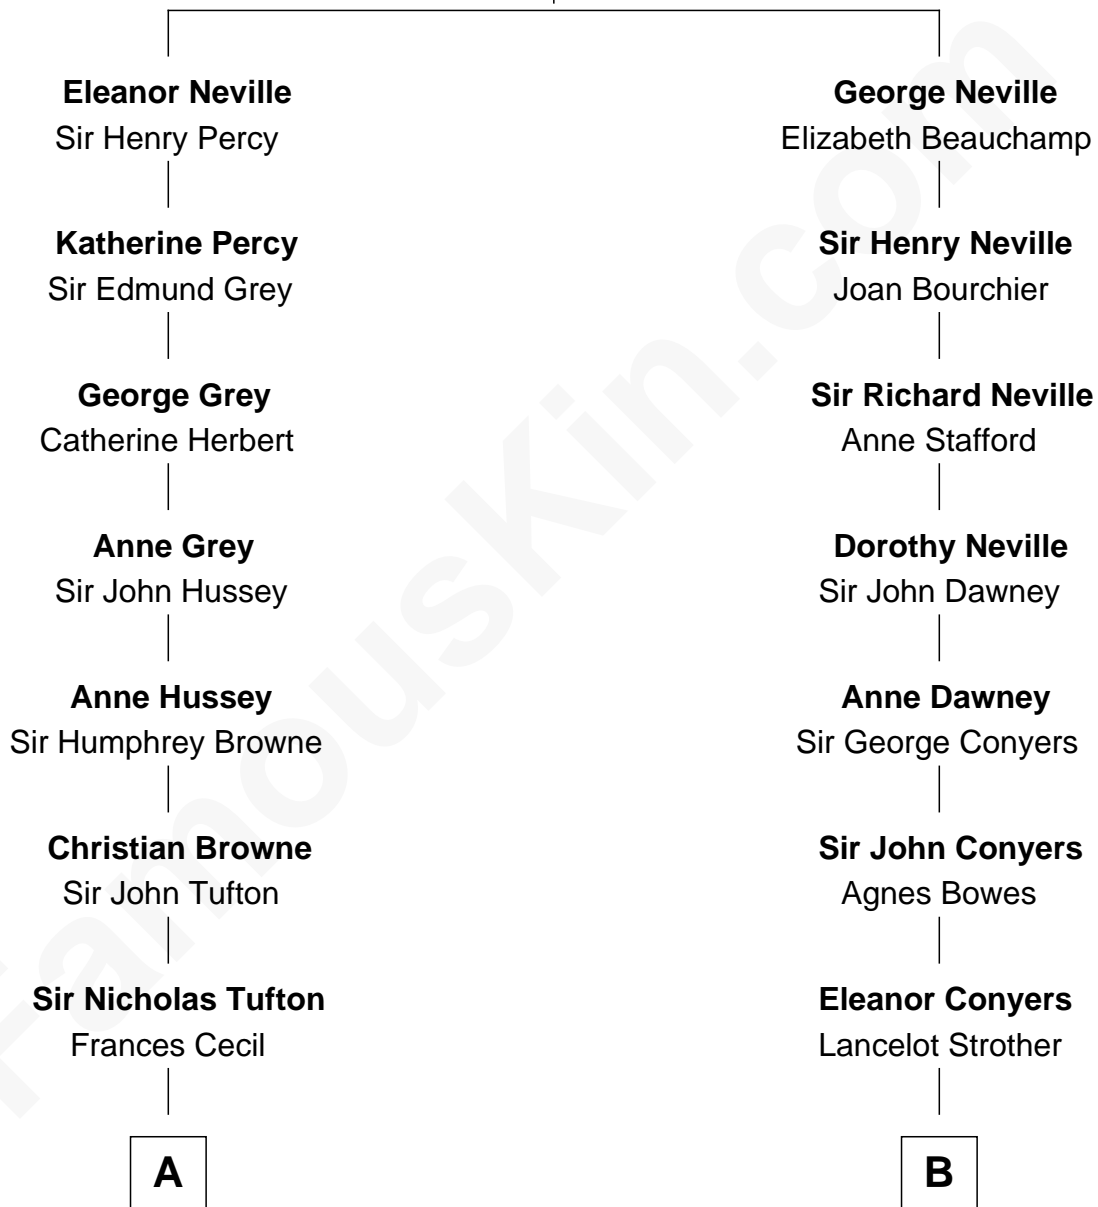 Eleanor Neville
Sir Henry Percy
Katherine Percy
Sir Edmund Grey
George Grey
Catherine Herbert
Anne Grey
Sir John Hussey
Anne Hussey
Sir Humphrey Browne
Christian Browne
Sir John Tufton
Sir Nicholas Tufton
Frances Cecil
A
George Neville
Elizabeth Beauchamp
Sir Henry Neville
Joan Bourchier
Sir Richard Neville
Anne Stafford
Dorothy Neville
Sir John Dawney
Anne Dawney
Sir George Conyers
Sir John Conyers
Agnes Bowes
Eleanor Conyers
Lancelot Strother
B
FamousKin.com